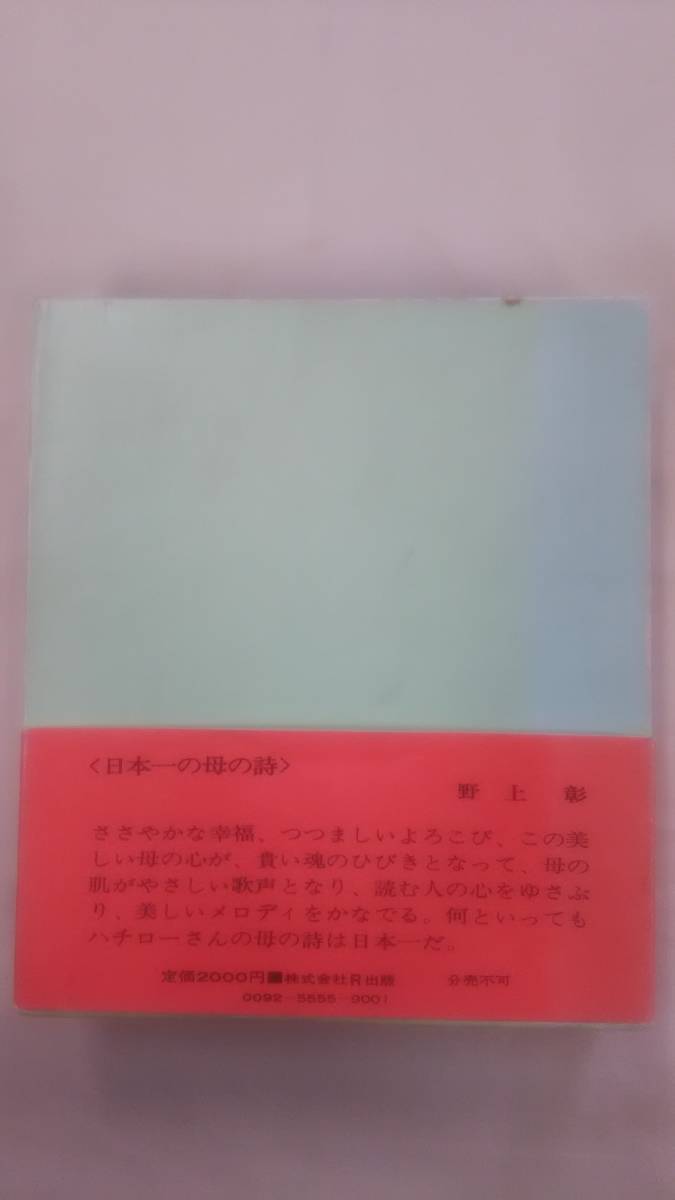 〈日本一の母の詩〉
野上 彰
ささやかな幸福、つつましいよろこび、この美
しい母の心が、貴い魂のひびきとなって、母の
肌がやさしい歌声となり、読む人の心をゆさぶ
り、美しいメロディをかなでる。何といっても
ハチローさんの母の詩は日本一だ。
定価2000円■株式会社R出版 分売不可
0092-5555-9001